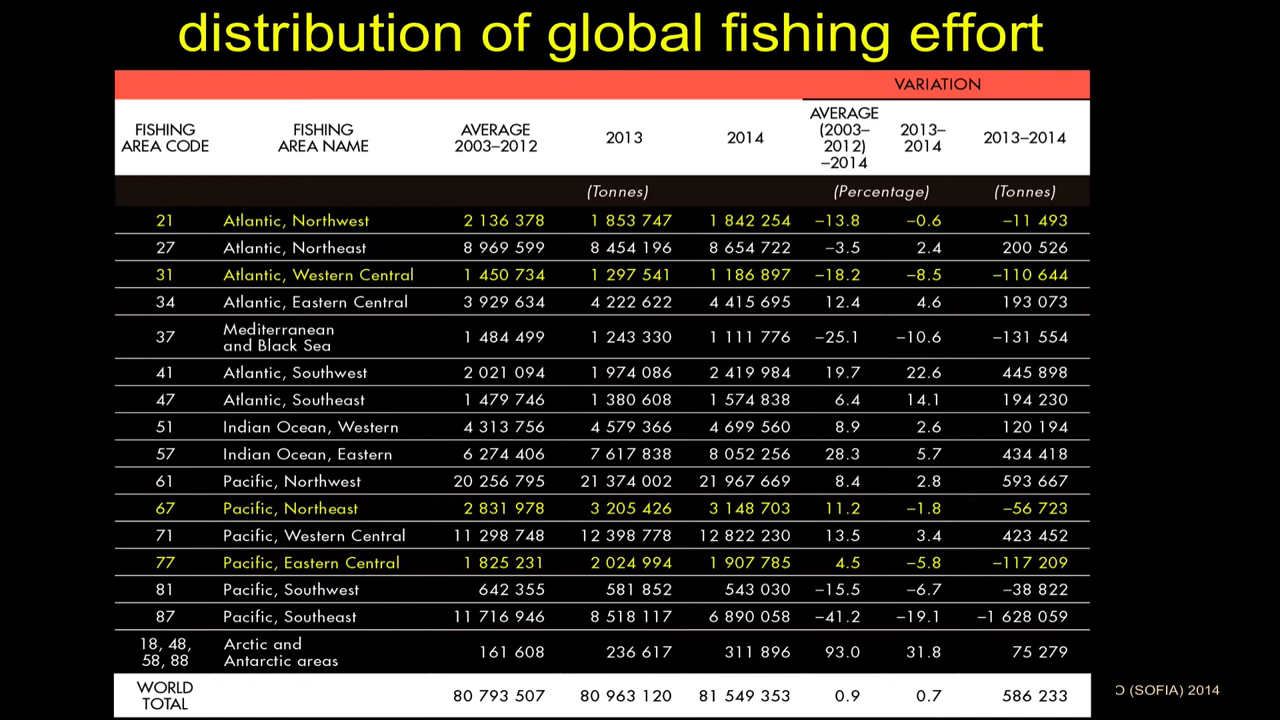 distribution of global fishing effort
VARIATION
FISHING AREA CODE FISHING AREA NAME AVERAGE 2003–2012 2013 2014 AVERAGE (2003–2012) –2014 2013–2014 2013–2014
(Tonnes) (Percentage) (Tonnes)
21 Atlantic, Northwest 2 136 378 1 853 747 1 842 254 –13.8 –0.6 –11 493
27 Atlantic, Northeast 8 969 599 8 454 196 8 654 722 –3.5 2.4 200 526
31 Atlantic, Western Central 1 450 734 1 297 541 1 186 897 –18.2 –8.5 –110 644
34 Atlantic, Eastern Central 3 929 634 4 222 622 4 415 695 12.4 4.6 193 073
37 Mediterranean and Black Sea 1 484 499 1 243 330 1 111 776 –25.1 –10.6 –131 554
41 Atlantic, Southwest 2 021 094 1 974 086 2 419 984 19.7 22.6 445 898
47 Atlantic, Southeast 1 479 746 1 380 608 1 574 838 6.4 14.1 194 230
51 Indian Ocean, Western 4 313 756 4 579 366 4 699 560 8.9 2.6 120 194
57 Indian Ocean, Eastern 6 274 406 7 617 838 8 052 256 28.3 5.7 434 418
61 Pacific, Northwest 20 256 795 21 374 002 21 967 669 8.4 2.8 593 667
67 Pacific, Northeast 2 831 978 3 205 426 3 148 703 11.2 –1.8 –56 723
71 Pacific, Western Central 11 298 748 12 398 778 12 822 230 13.5 3.4 423 452
77 Pacific, Eastern Central 1 825 231 2 024 994 1 907 785 4.5 –5.8 –117 209
81 Pacific, Southwest 642 355 581 852 543 030 –15.5 –6.7 –38 822
87 Pacific, Southeast 11 716 946 8 518 117 6 890 058 –41.2 –19.1 –1 628 059
18, 48, 58, 88 Arctic and Antarctic areas 161 608 236 617 311 896 93.0 31.8 75 279
WORLD TOTAL 80 793 507 80 963 120 81 549 353 0.9 0.7 586 233
(SOFIA) 2014